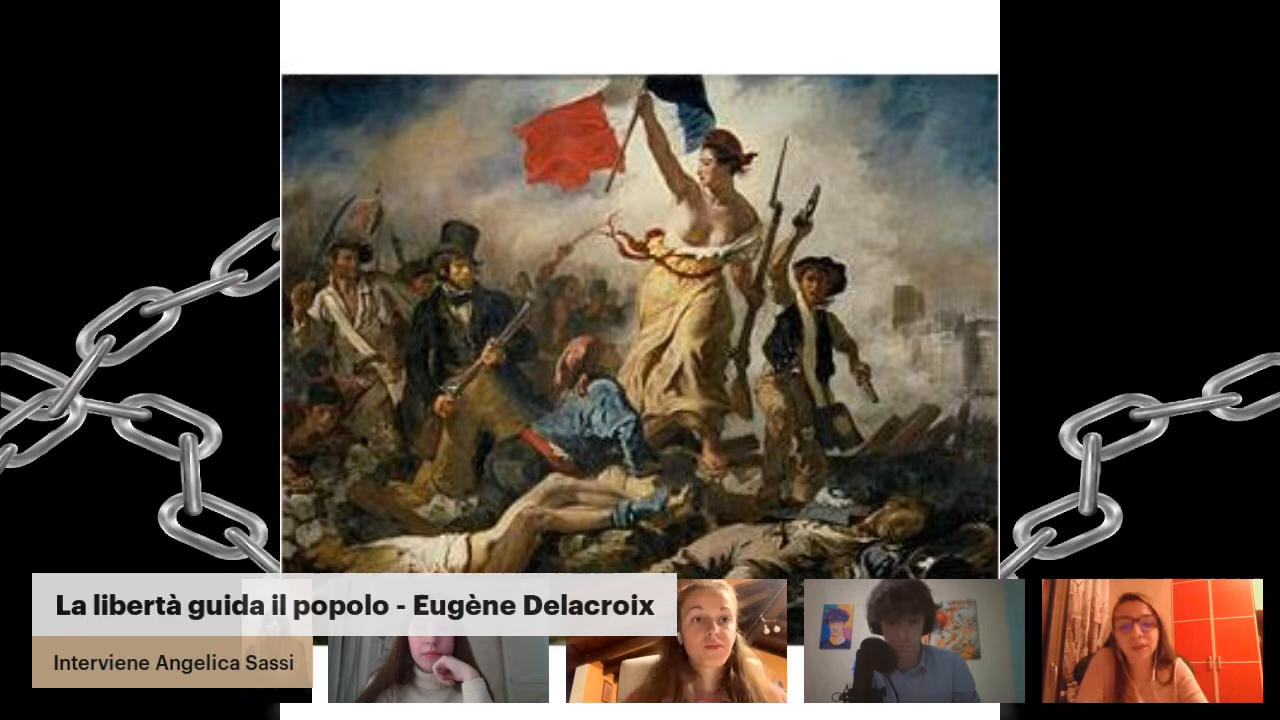 La libertà guida il popolo - Eugène Delacroix
Interviene Angelica Sassi